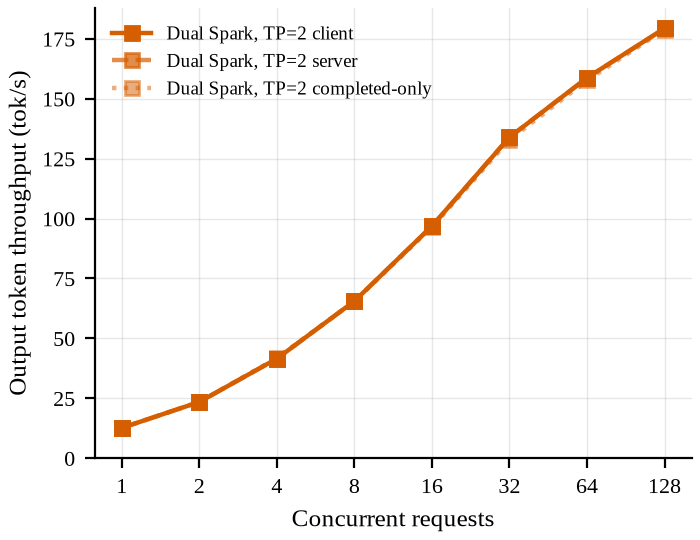 Dual Spark, TP=2 client
Dual Spark, TP=2 server
Dual Spark, TP=2 completed-only
Output token throughput (tok/s)
175
150
125
100
75
50
25
0
1 2 4 8 16 32 64 128
Concurrent requests